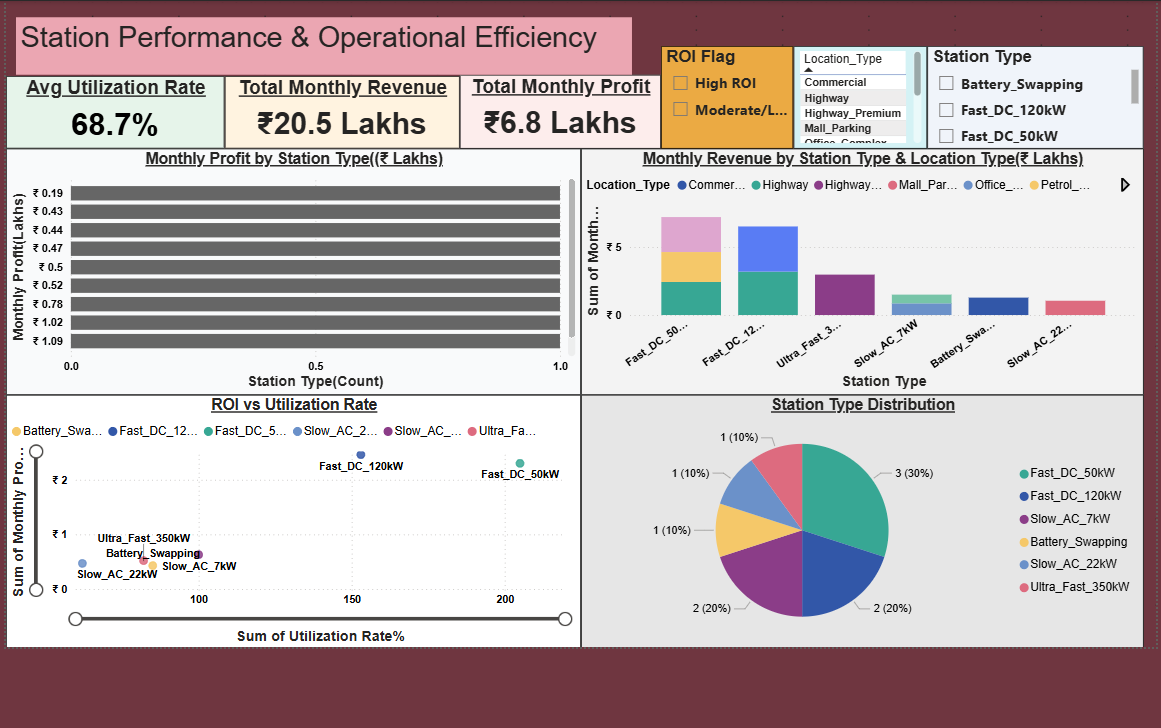 Station Performance & Operational Efficiency
Avg Utilization Rate
68.7%
Total Monthly Revenue
₹20.5 Lakhs
Total Monthly Profit
₹6.8 Lakhs
ROI Flag
High ROI
Moderate/L...
Location_Type
Commercial
Highway
Highway_Premium
Mall_Parking
Office_Complex
Station Type
Battery_Swapping
Fast_DC_120kW
Fast_DC_50kW
Monthly Profit by Station Type((₹ Lakhs)
Monthly Profit(Lakhs)
₹ 0.19
₹ 0.43
₹ 0.44
₹ 0.47
₹ 0.5
₹ 0.52
₹ 0.78
₹ 1.02
₹ 1.09
0.0 0.5 1.0
Station Type(Count)
Monthly Revenue by Station Type & Location Type(₹ Lakhs)
Location_Type Commer... Highway Highway... Mall_Par... Office_... Petrol_...
Sum of Month...
₹ 5
₹ 0
Fast_DC_50...
Fast_DC_12...
Ultra_Fast_3...
Slow_AC_7kW
Battery_Swa...
Slow_AC_22...
Station Type
ROI vs Utilization Rate
Battery_Swa... Fast_DC_12... Fast_DC_5... Slow_AC_2... Slow_AC_... Ultra_Fa...
Sum of Monthly Pro...
₹ 2
₹ 1
₹ 0
Fast_DC_120kW
Fast_DC_50kW
Ultra_Fast_350kW
Battery_Swapping
Slow_AC_7kW
Slow_AC_22kW
100 150 200
Sum of Utilization Rate%
Station Type Distribution
1 (10%)
1 (10%)
1 (10%)
2 (20%)
2 (20%)
3 (30%)
Fast_DC_50kW
Fast_DC_120kW
Slow_AC_7kW
Battery_Swapping
Slow_AC_22kW
Ultra_Fast_350kW